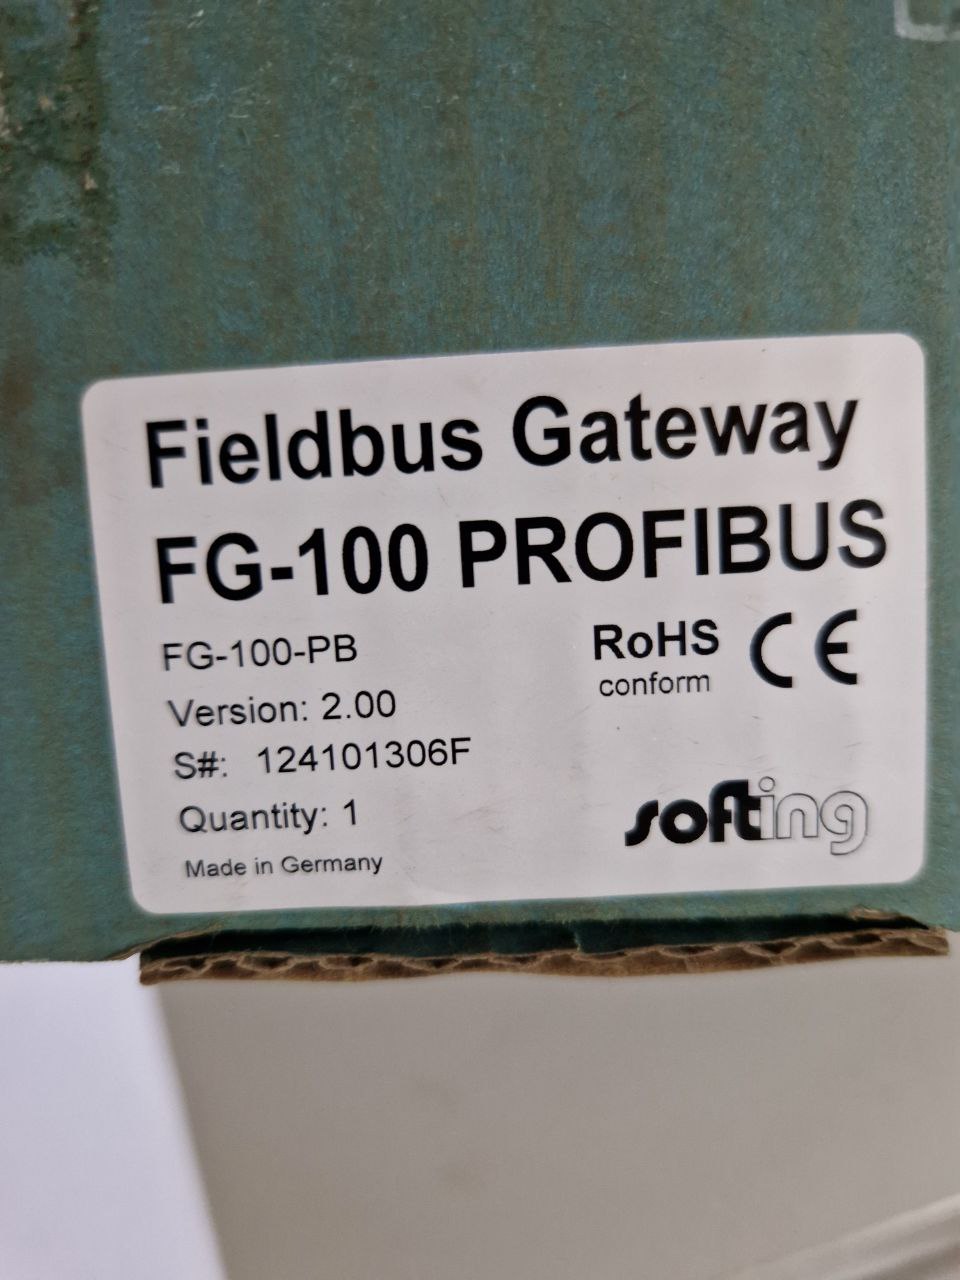 Fieldbus Gateway
FG-100 PROFIBUS
FG-100-PB
RoHS
conform
CE
Version: 2.00
S#: 124101306F
Quantity: 1
Made in Germany
softing